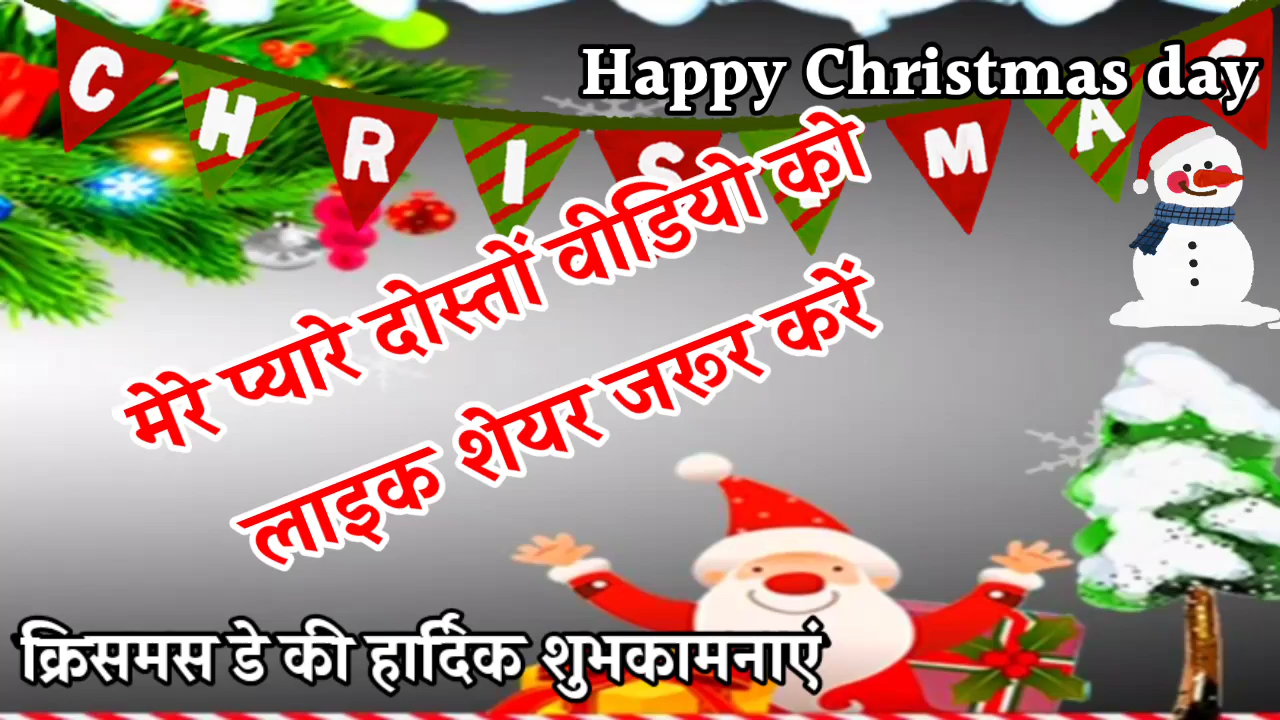 Happy Christmas day
CHRISTMAS
मेरे प्यारे दोस्तों वीडियो को
लाइक शेयर जरूर करें
क्रिसमस डे की हार्दिक शुभकामनाएं